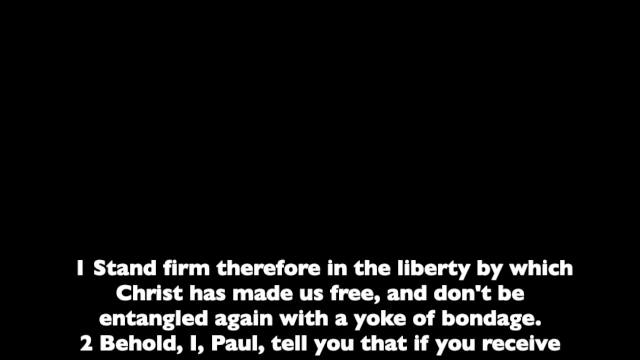 1 Stand firm therefore in the liberty by which
Christ has made us free, and don't be
entangled again with a yoke of bondage.
2 Behold, I, Paul, tell you that if you receive